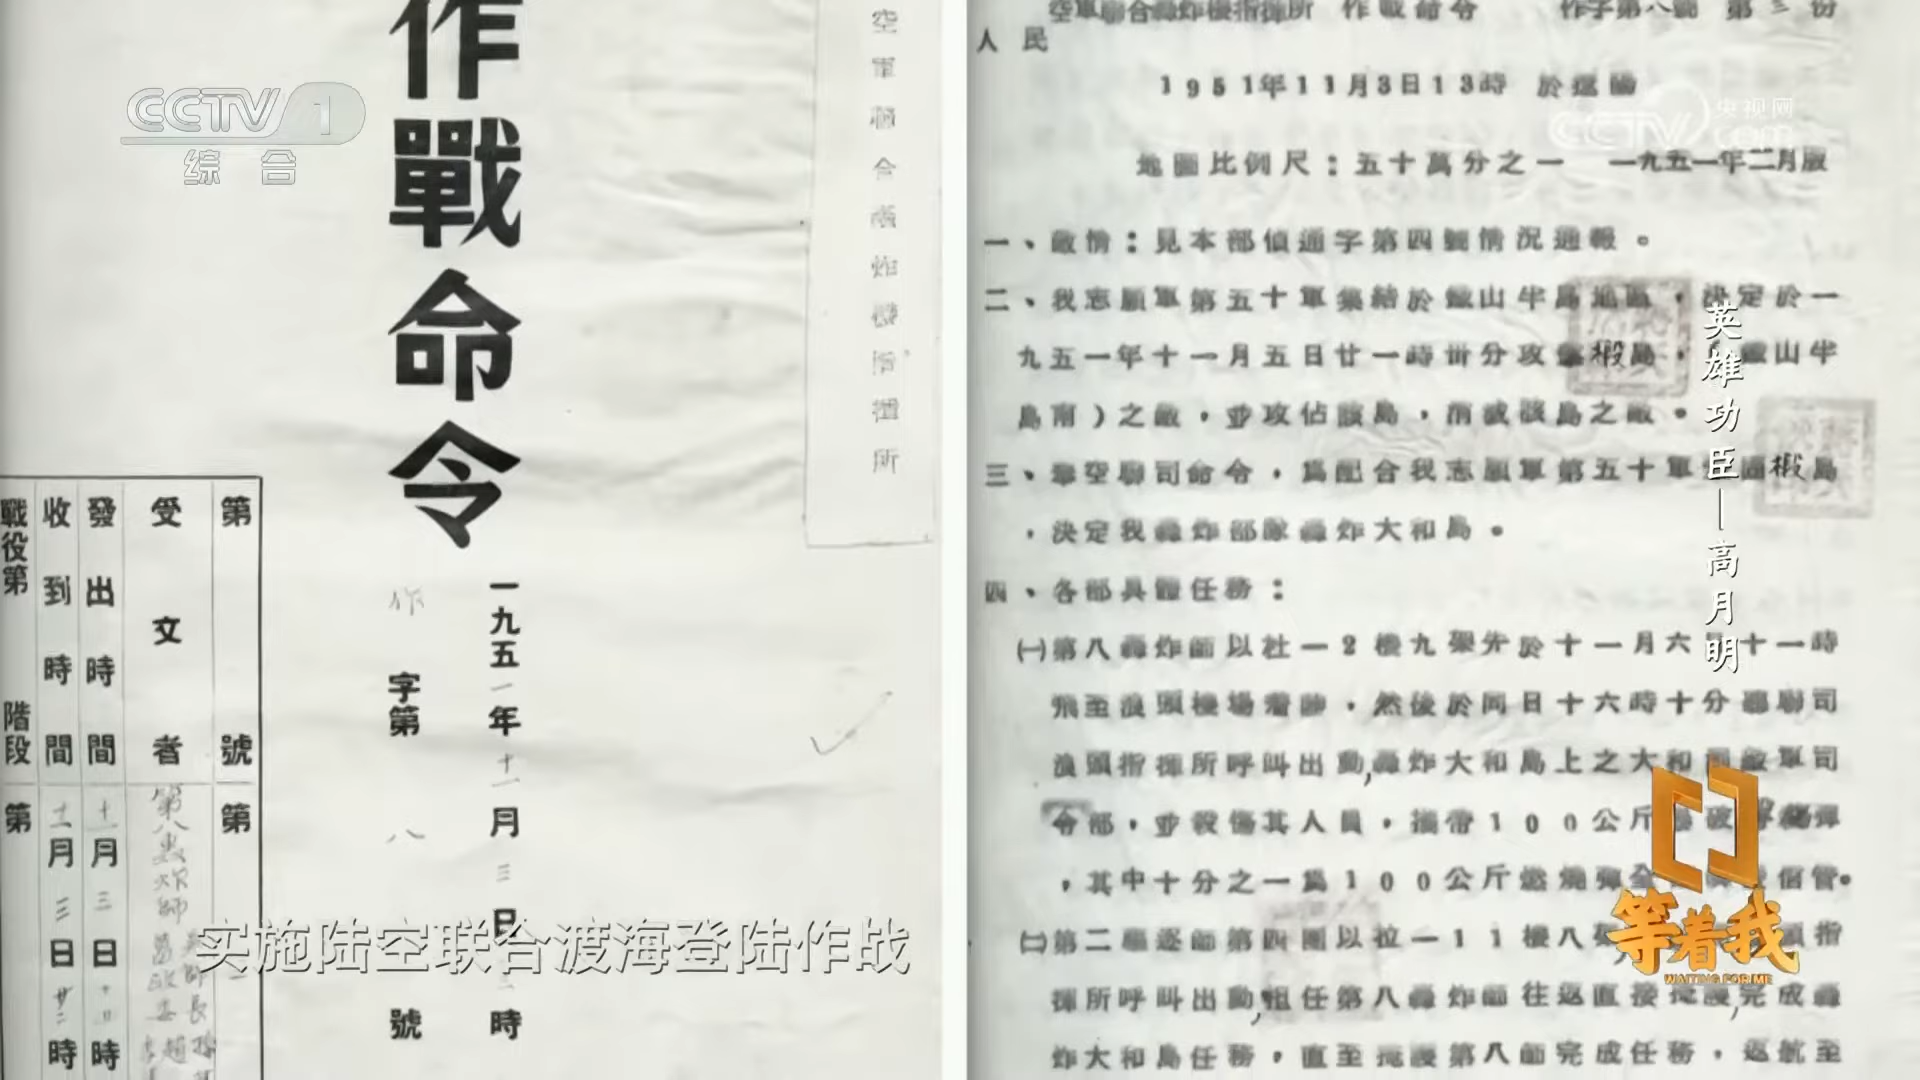 CCTV 1
综合
作戰命令
一九五一年十一月三日
時
作字第八號
空軍聯合轟炸機指揮所
第 號
受文者
發出時間
收到時間
戰役第 階段
第
第
十一月三日
時
十一月三日廿二時
第八轟炸師
人民
空軍聯合轟炸機指揮所 作戰命令 作字第八號 第三份
1951年11月3日13時 於
地圖比例尺：五十萬分之一 一九五一年二月版
一、敵情：見本部偵通字第四號情況通報。
二、我志願軍第五十軍集結於鐵山半島地區，決定於一
九五一年十一月五日廿一時卅分攻 椴島， 鐵山半
島南）之敵，並攻佔該島，消滅該島之敵。
三、奉空聯司命令，為配合我志願軍第五十軍 椴島
，決定我轟炸部隊轟炸大和島。
四、各部具體任務：
㈠第八轟炸師以杜—2機九架先於十一月六日十一時
飛至浪頭機場着陸，然後於同日十六時十分聽聯司
浪頭指揮所呼叫出動，轟炸大和島上之大和 敵軍司
令部，並殺傷其人員，攜帶100公斤爆破 彈
，其中十分之一為100公斤燃燒彈 信管。
㈡第二驅逐師第四團以拉—11機八 頭指
揮所呼叫出動，担任第八轟炸師往返直接掩護完成轟
炸大和島任務，直至掩護第八師完成任務，返航至
央视网
CCTV.com
英雄功臣—高月明
等着我
WAITING FOR ME
实施陆空联合渡海登陆作战